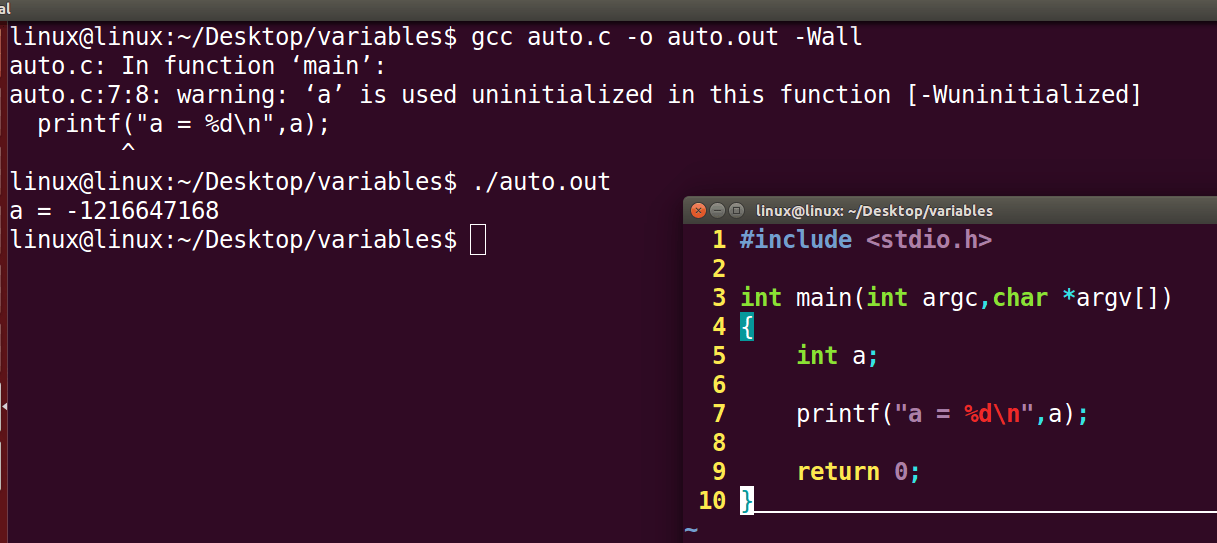 al
linux@linux:~/Desktop/variables$ gcc auto.c -o auto.out -Wall
auto.c: In function ‘main’:
auto.c:7:8: warning: ‘a’ is used uninitialized in this function [-Wuninitialized]
  printf("a = %d\n",a);
        ^
linux@linux:~/Desktop/variables$ ./auto.out
a = -1216647168
linux@linux:~/Desktop/variables$
linux@linux: ~/Desktop/variables
1 #include <stdio.h>
2
3 int main(int argc,char *argv[])
4 {
5     int a;
6
7     printf("a = %d\n",a);
8
9     return 0;
10 }
~